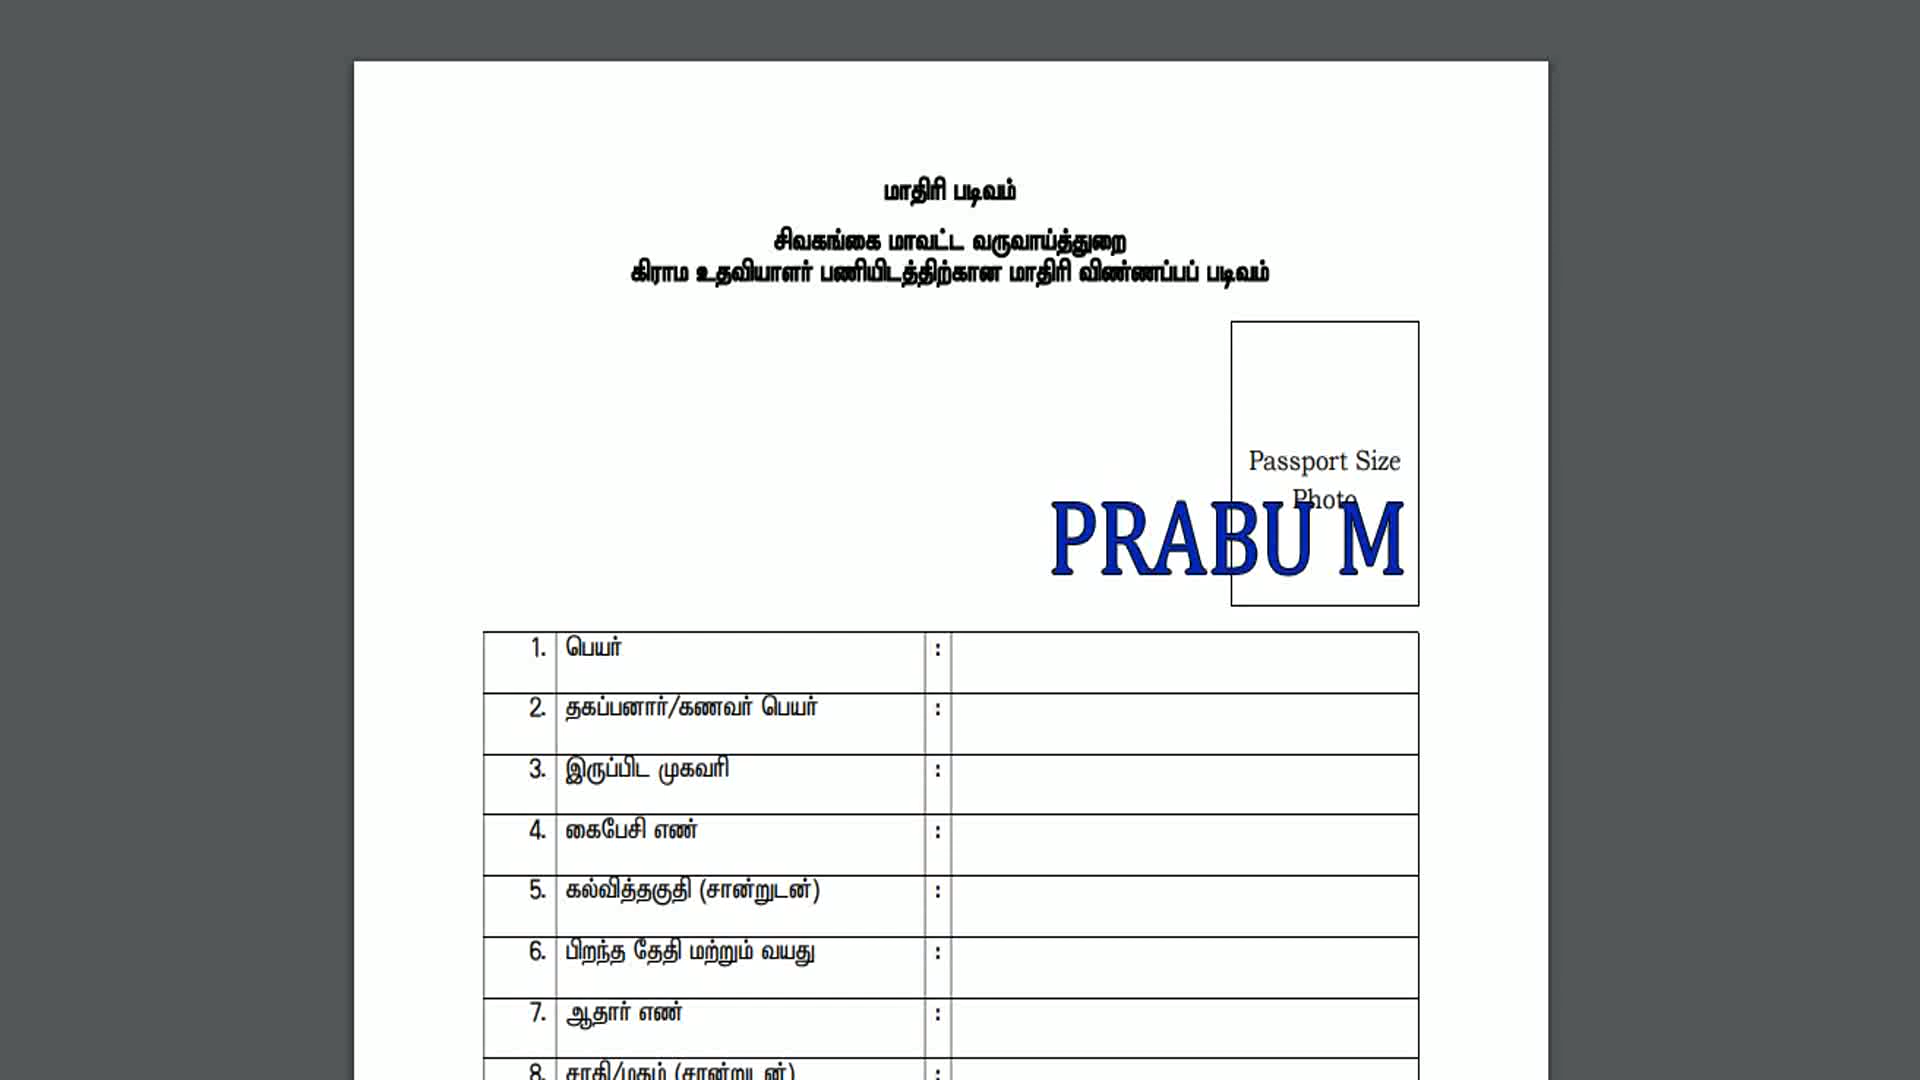 மாதிரி படிவம்
சிவகங்கை மாவட்ட வருவாய்த்துறை
கிராம உதவியாளர் பணியிடத்திற்கான மாதிரி விண்ணப்பப் படிவம்
Passport Size
Photo
PRABU M
1. பெயர் :
2. தகப்பனார்/கணவர் பெயர் :
3. இருப்பிட முகவரி :
4. கைபேசி எண் :
5. கல்வித்தகுதி (சான்றுடன்) :
6. பிறந்த தேதி மற்றும் வயது :
7. ஆதார் எண் :
8. சாதி/மதம் (சான்றுடன்) :